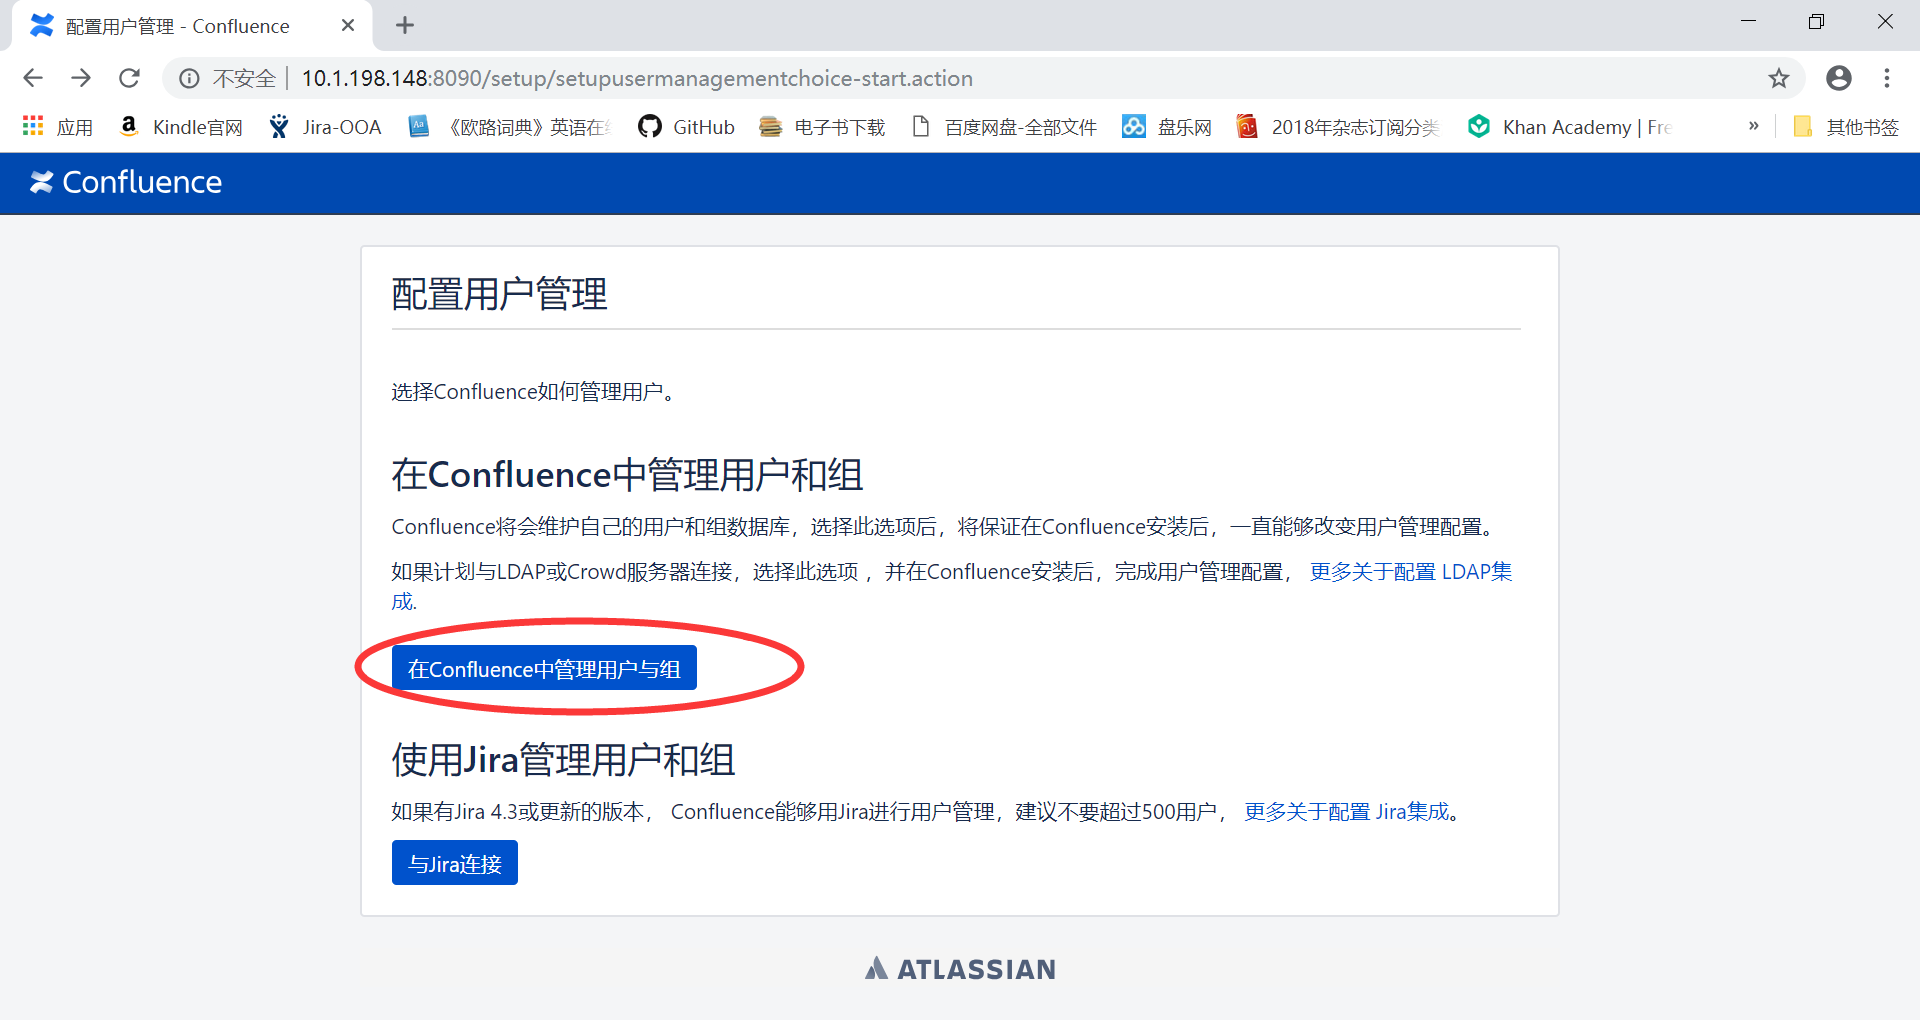 配置用户管理 - Confluence
不安全 | 10.1.198.148:8090/setup/setupusermanagementchoice-start.action
应用 Kindle官网 Jira-OOA 《欧路词典》英语在 GitHub 电子书下载 百度网盘-全部文件 盘乐网 2018年杂志订阅分类 Khan Academy | Fre » 其他书签
Confluence
配置用户管理
选择Confluence如何管理用户。
在Confluence中管理用户和组
Confluence将会维护自己的用户和组数据库，选择此选项后，将保证在Confluence安装后，一直能够改变用户管理配置。
如果计划与LDAP或Crowd服务器连接，选择此选项 ，并在Confluence安装后，完成用户管理配置， 更多关于配置 LDAP集
成.
在Confluence中管理用户与组
使用Jira管理用户和组
如果有Jira 4.3或更新的版本， Confluence能够用Jira进行用户管理，建议不要超过500用户， 更多关于配置 Jira集成。
与Jira连接
ATLASSIAN